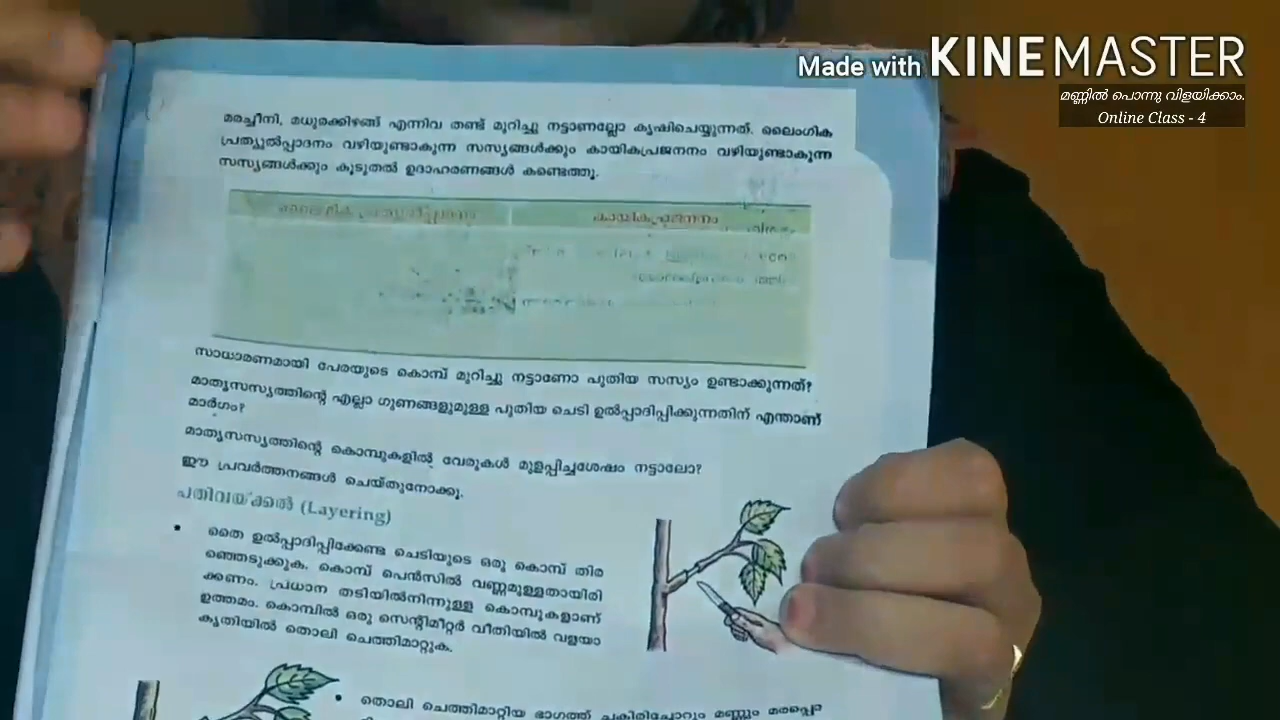 Made with KINEMASTER
മണ്ണിൽ പൊന്നു വിളയിക്കാം.
Online Class - 4
മരച്ചീനി, മധുരക്കിഴങ്ങ് എന്നിവ തണ്ട് മുറിച്ചു നട്ടാണല്ലോ കൃഷിചെയ്യുന്നത്. ലൈംഗിക
പ്രത്യുൽപ്പാദനം വഴിയുണ്ടാകുന്ന സസ്യങ്ങൾക്കും കായികപ്രജനനം വഴിയുണ്ടാകുന്ന
സസ്യങ്ങൾക്കും കൂടുതൽ ഉദാഹരണങ്ങൾ കണ്ടെത്തൂ.
കായികപ്രജനനം
സാധാരണമായി പേരയുടെ കൊമ്പ് മുറിച്ചു നട്ടാണോ പുതിയ സസ്യം ഉണ്ടാക്കുന്നത്?
മാതൃസസ്യത്തിന്റെ എല്ലാ ഗുണങ്ങളുമുള്ള പുതിയ ചെടി ഉൽപ്പാദിപ്പിക്കുന്നതിന് എന്താണ്
മാർഗം?
മാതൃസസ്യത്തിന്റെ കൊമ്പുകളിൽ വേരുകൾ മുളപ്പിച്ചശേഷം നട്ടാലോ?
ഈ പ്രവർത്തനങ്ങൾ ചെയ്തുനോക്കൂ.
പതിവയ്ക്കൽ (Layering)
• തൈ ഉൽപ്പാദിപ്പിക്കേണ്ട ചെടിയുടെ ഒരു കൊമ്പ് തിര
ഞ്ഞെടുക്കുക. കൊമ്പ് പെൻസിൽ വണ്ണമുള്ളതായിരി
ക്കണം. പ്രധാന തടിയിൽനിന്നുള്ള കൊമ്പുകളാണ്
ഉത്തമം. കൊമ്പിൽ ഒരു സെന്റിമീറ്റർ വീതിയിൽ വളയാ
കൃതിയിൽ തൊലി ചെത്തിമാറ്റുക.
• തൊലി ചെത്തിമാറ്റിയ ഭാഗത്ത് ചകിരിച്ചോറും മണ്ണും മരപ്പൊ